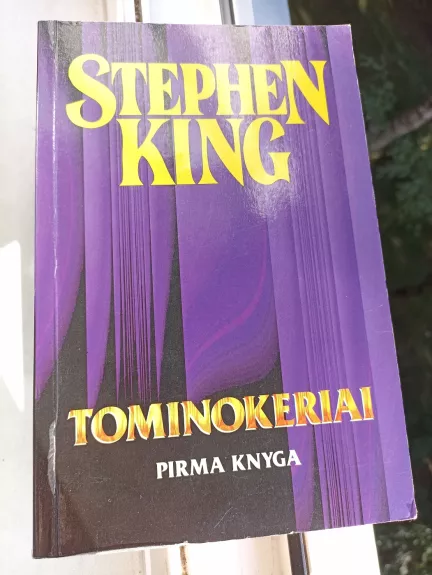 STEPHEN
KING
TOMINOKERIAI
PIRMA KNYGA